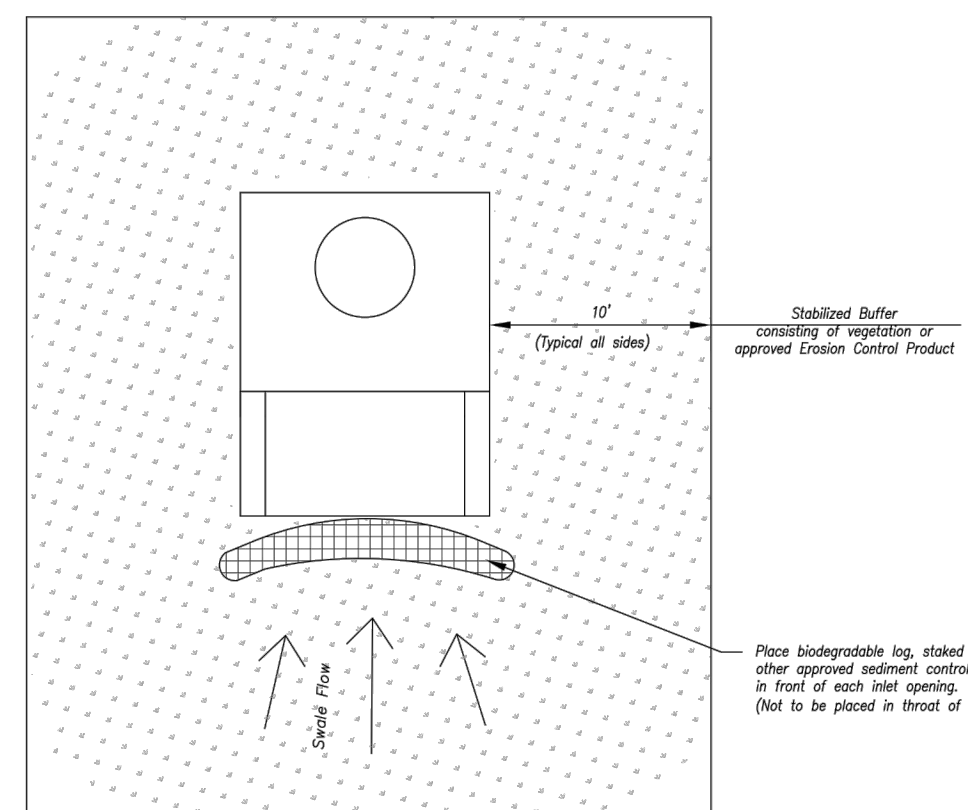 10'
(Typical all sides)
Stabilized Buffer
consisting of vegetation or
approved Erosion Control Product
Swale Flow
Place biodegradable log, staked
other approved sediment control
in front of each inlet opening.
(Not to be placed in throat of